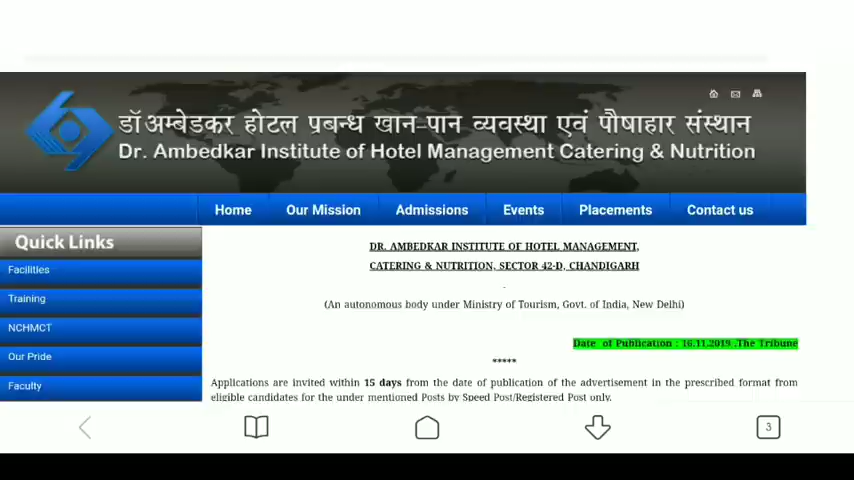 डॉ अम्बेडकर होटल प्रबन्ध खान-पान व्यवस्था एवं पौषाहार संस्थान
Dr. Ambedkar Institute of Hotel Management Catering & Nutrition
Home Our Mission Admissions Events Placements Contact us
Quick Links
Facilities
Training
NCHMCT
Our Pride
Faculty
DR. AMBEDKAR INSTITUTE OF HOTEL MANAGEMENT,
CATERING & NUTRITION, SECTOR 42-D, CHANDIGARH
.
(An autonomous body under Ministry of Tourism, Govt. of India, New Delhi)
Date of Publication : 16.11.2019 .The Tribune
*****
Applications are invited within 15 days from the date of publication of the advertisement in the prescribed format from
eligible candidates for the under mentioned Posts by Speed Post/Registered Post only.
3